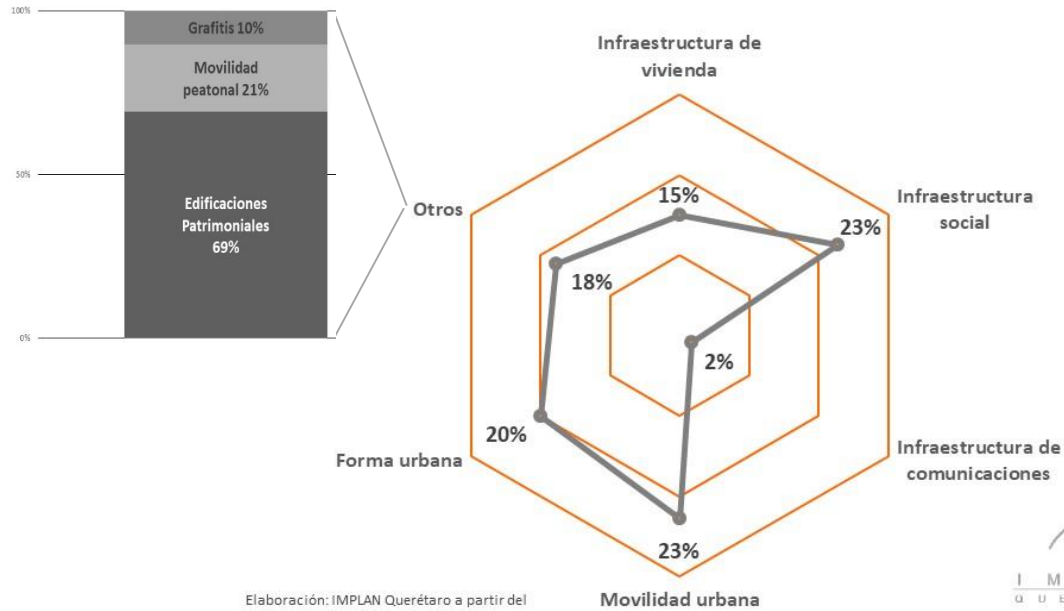 100%
Grafitis 10%
Movilidad
peatonal 21%
50%
Edificaciones
Patrimoniales
69%
0%
Infraestructura de
vivienda
15%
Infraestructura
social
23%
Otros
18%
2%
20%
Forma urbana
Infraestructura de
comunicaciones
23%
Movilidad urbana
Elaboración: IMPLAN Querétaro a partir del
I M
Q U E